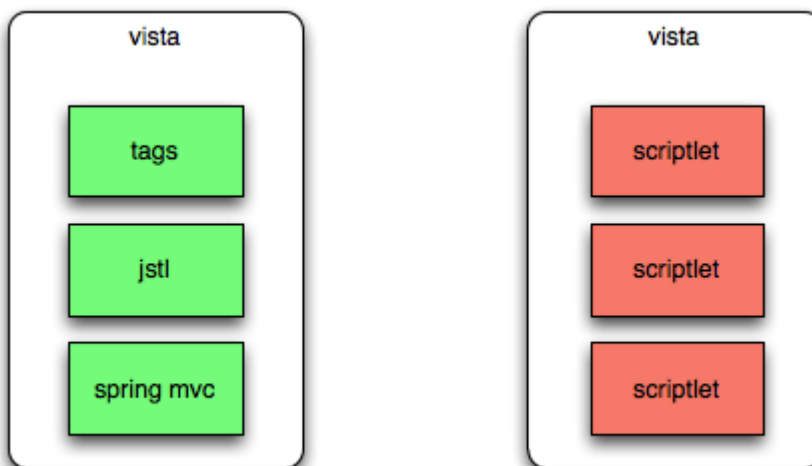 vista
tags
jstl
spring mvc
vista
scriptlet
scriptlet
scriptlet